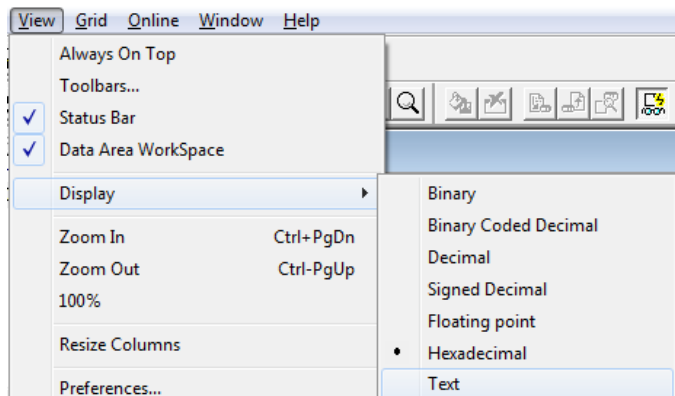 View Grid Online Window Help
Always On Top
Toolbars...
Status Bar
Data Area WorkSpace
Display
Binary
Binary Coded Decimal
Zoom In Ctrl+PgDn
Decimal
Zoom Out Ctrl-PgUp
Signed Decimal
100%
Floating point
Resize Columns
Hexadecimal
Preferences...
Text